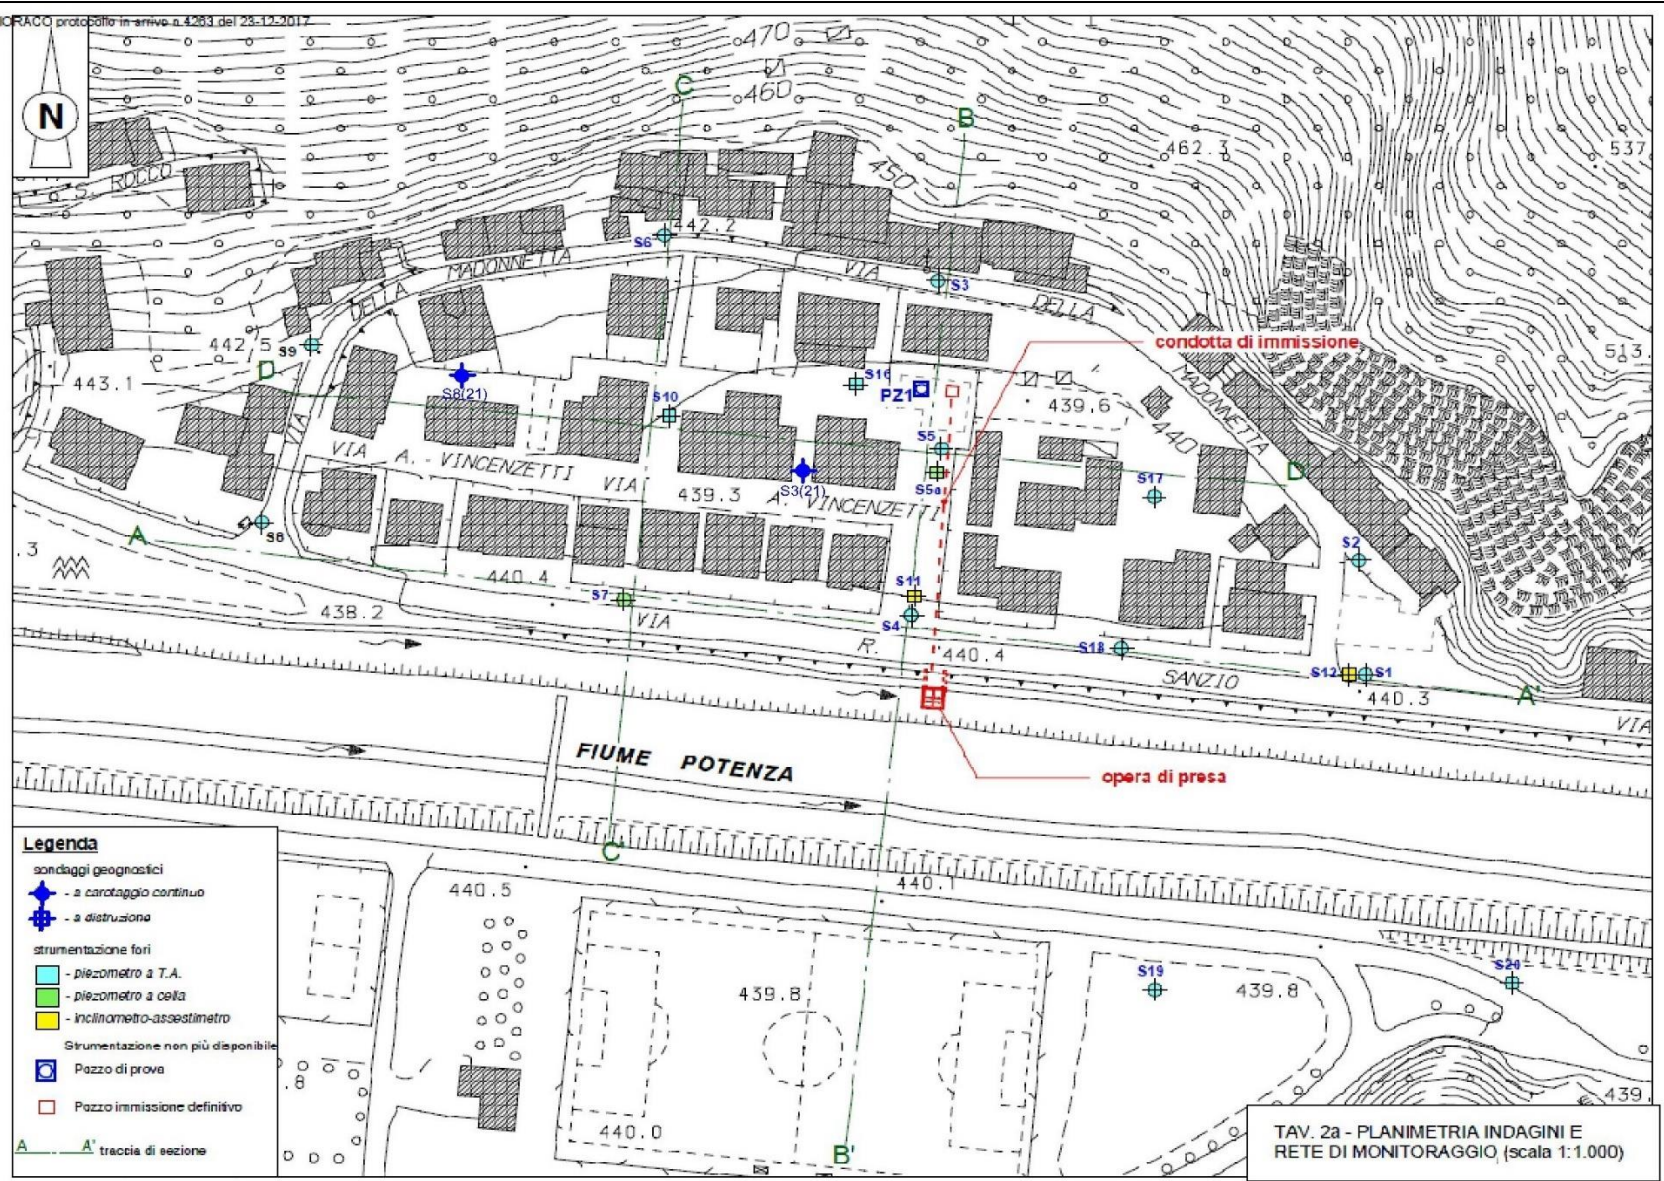 IORACO protocollo in arrivo n.4263 del 23-12-2017
N
470
460
C
B
462.3
537
S. ROCCO
450
442.2
S6
MADONNETTA
VIA
DELLA
S3
DELLA
442.5
S9
condotta di immissione
513.
D
443.1
S8(21)
S16
PZ1
MADONNETTA
S10
439.6
440
VIA
S5
VIA A. VINCENZETTI
VIA
439.3
S3(21)
A. VINCENZETTI
S5a
S17
D'
A
S8
.3
S2
440.4
S11
438.2
S7
VIA
S4
R.
440.4
S18
SANZIO
S12
S1
440.3
A'
VIA
FIUME POTENZA
opera di presa
C'
440.1
440.5
439.8
S19
439.8
S20
.8
440.0
B'
439.
Legenda
sondaggi geognostici
- a carotaggio continuo
- a distruzione
strumentazione fori
- piezometro a T.A.
- piezometro a cella
- inclinometro-assestimetro
Strumentazione non più disponibile
Pozzo di prova
Pozzo immissione definitivo
A A' traccia di sezione
TAV. 2a - PLANIMETRIA INDAGINI E
RETE DI MONITORAGGIO (scala 1:1.000)